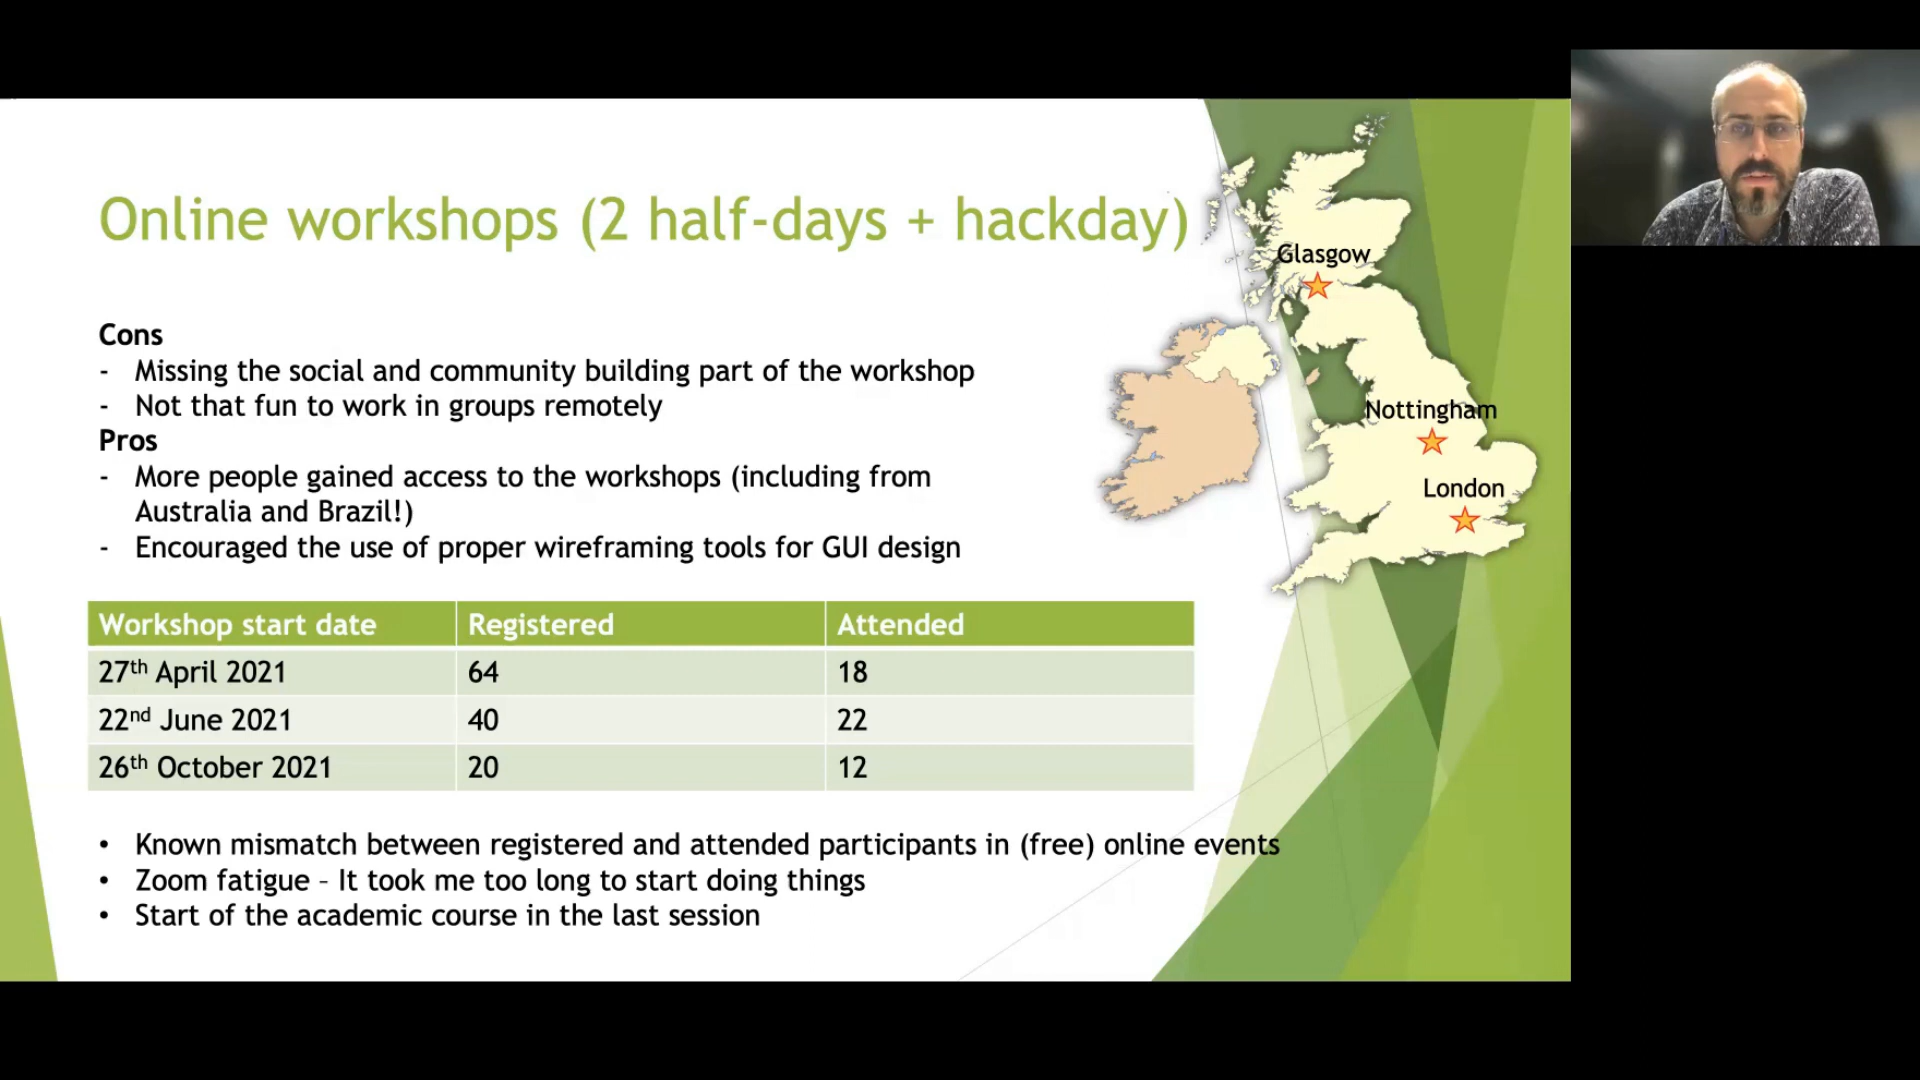 Online workshops (2 half-days + hackday)
Cons
- Missing the social and community building part of the workshop
- Not that fun to work in groups remotely
Pros
- More people gained access to the workshops (including from
Australia and Brazil!)
- Encouraged the use of proper wireframing tools for GUI design
Glasgow
Nottingham
London
Workshop start date Registered Attended
27th April 2021 64 18
22nd June 2021 40 22
26th October 2021 20 12
• Known mismatch between registered and attended participants in (free) online events
• Zoom fatigue – It took me too long to start doing things
• Start of the academic course in the last session